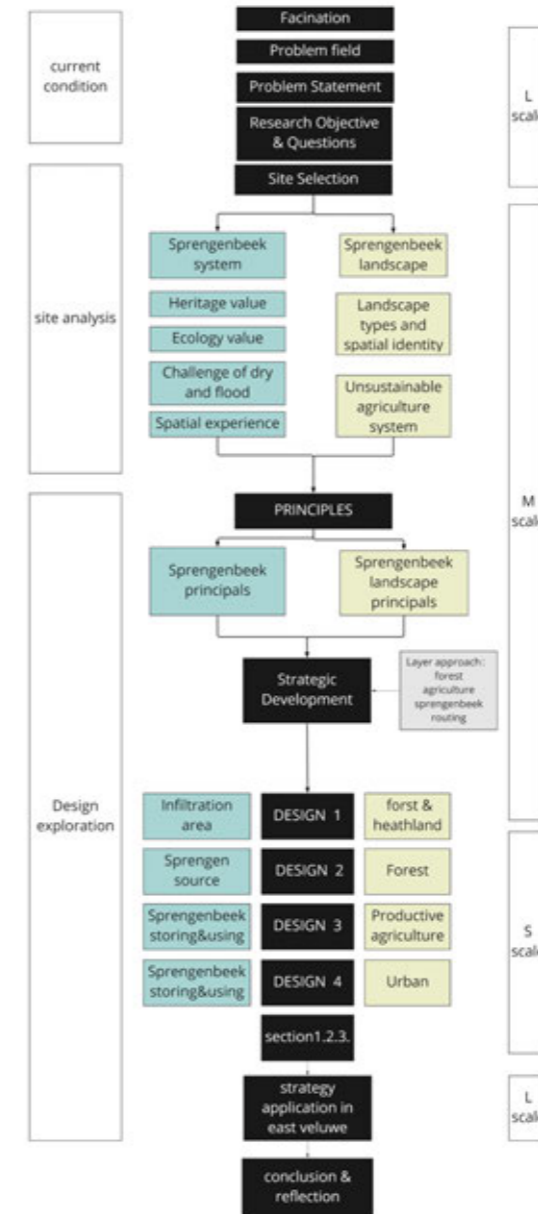 Facination
current
condition
Problem field
Problem Statement
L
scale
Research Objective
& Questions
Site Selection
site analysis
Sprengenbeek
system
Sprengenbeek
landscape
Heritage value
Landscape
types and
spatial identity
Ecology value
Challenge of dry
and flood
Unsustainable
agriculture
system
Spatial experience
M
scale
PRINCIPLES
Sprengenbeek
principals
Sprengenbeek
landscape
principals
Strategic
Development
Layer approach:
forest
agriculture
sprengenbeek
routing
Design
exploration
Infiltration
area
DESIGN 1
forst &
heathland
Sprengen
source
DESIGN 2
Forest
Sprengenbeek
storing&using
DESIGN 3
Productive
agriculture
S
scale
Sprengenbeek
storing&using
DESIGN 4
Urban
section1.2.3.
strategy
application in
east veluwe
L
scale
conclusion &
reflection